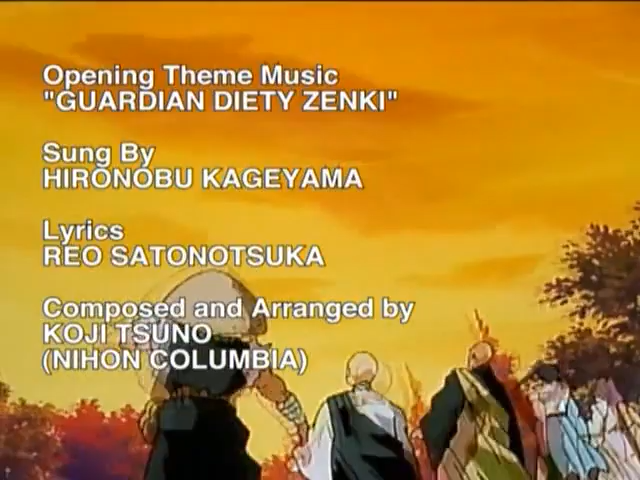 Opening Theme Music
"GUARDIAN DIETY ZENKI"
Sung By
HIRONOBU KAGEYAMA
Lyrics
REO SATONOTSUKA
Composed and Arranged by
KOJI TSUNO
(NIHON COLUMBIA)